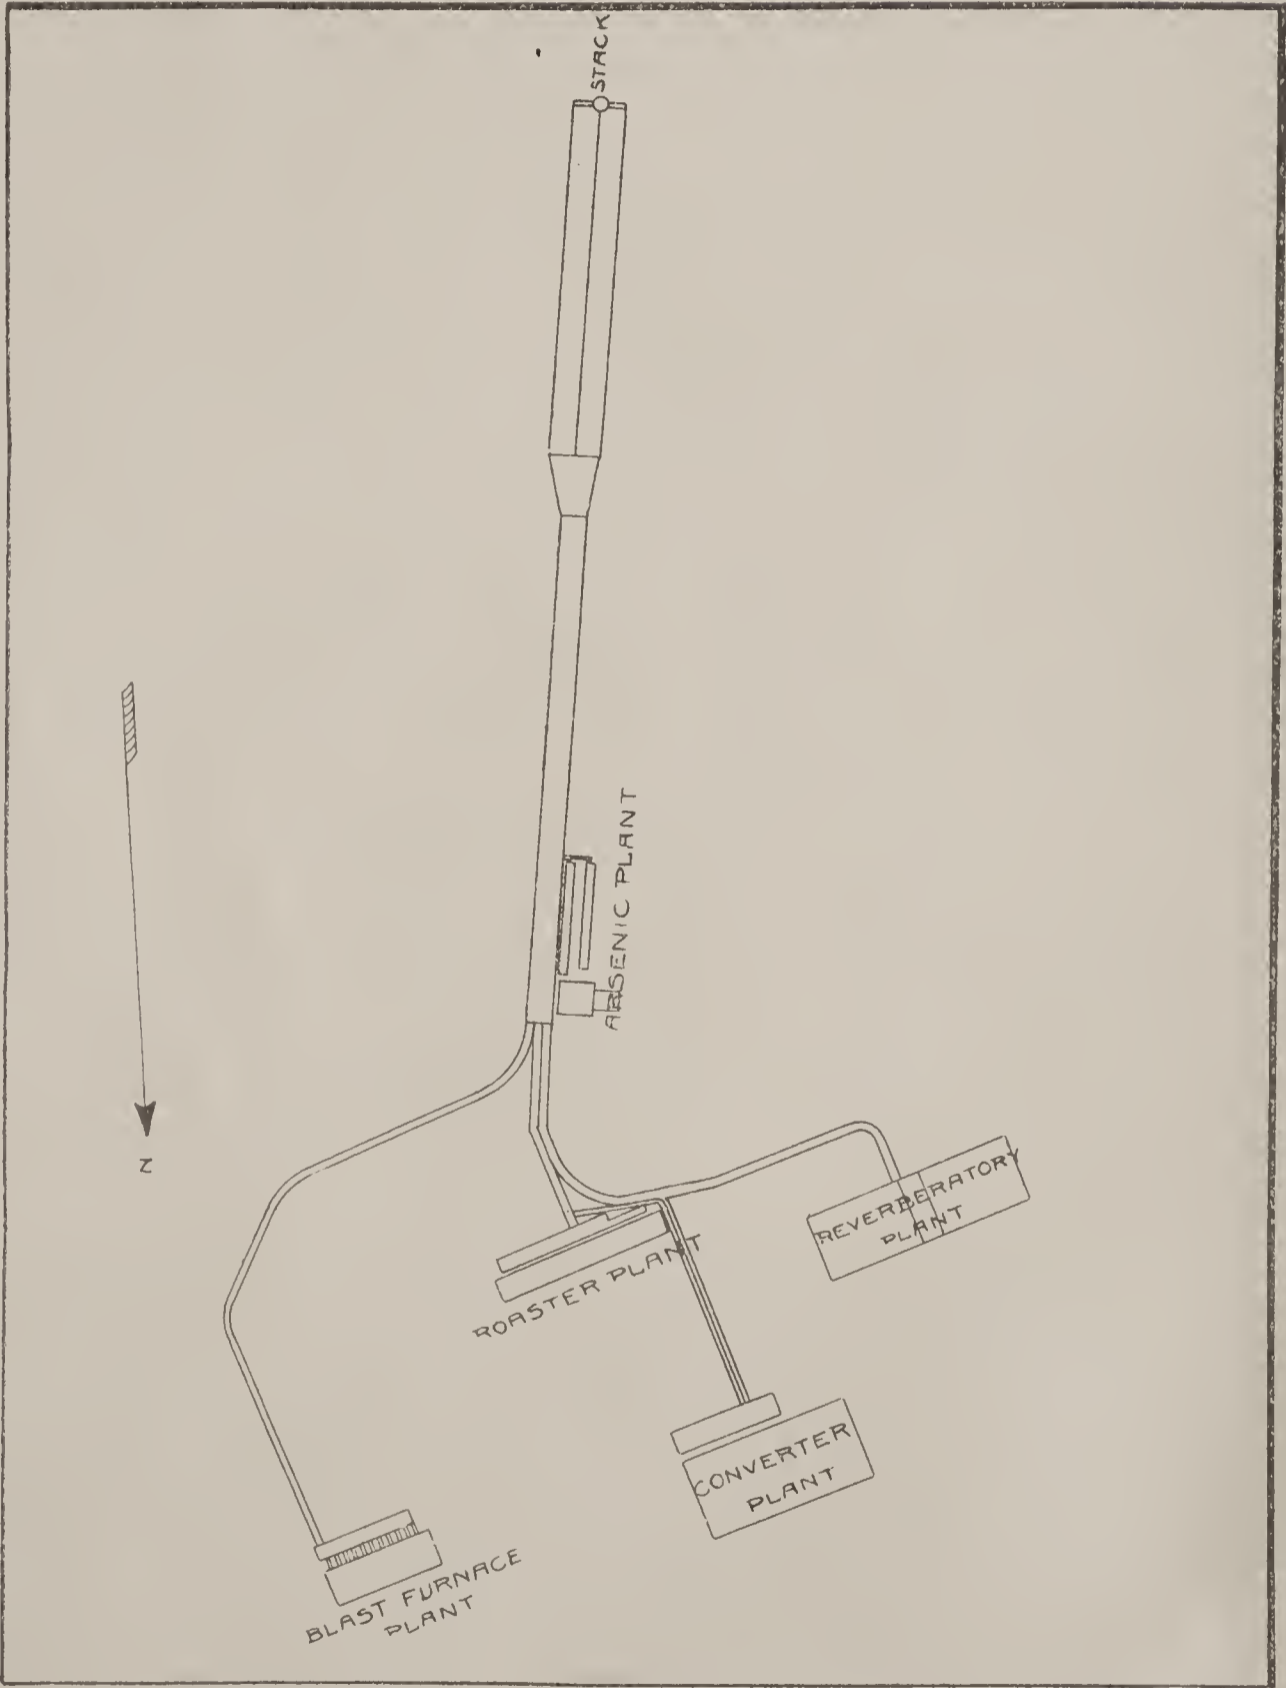 STACK
ARSENIC PLANT
N
REVERBERATORY
PLANT
ROASTER PLANT
CONVERTER
PLANT
BLAST FURNACE
PLANT